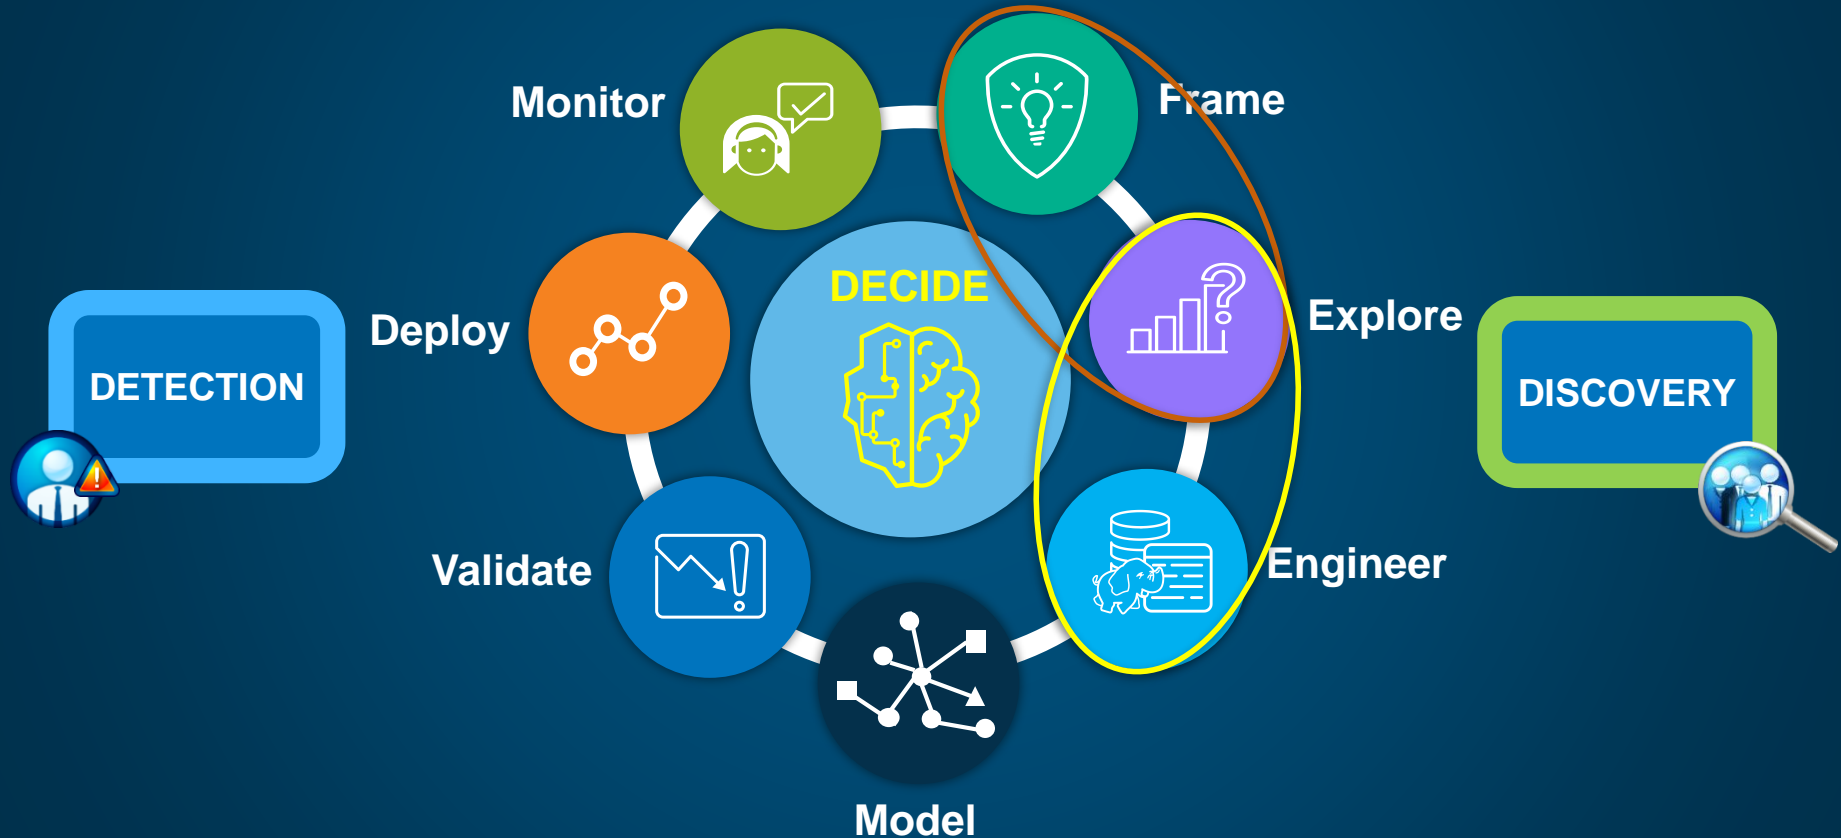 Monitor
Frame
DECIDE
Deploy
Explore
DETECTION
DISCOVERY
Validate
Engineer
Model